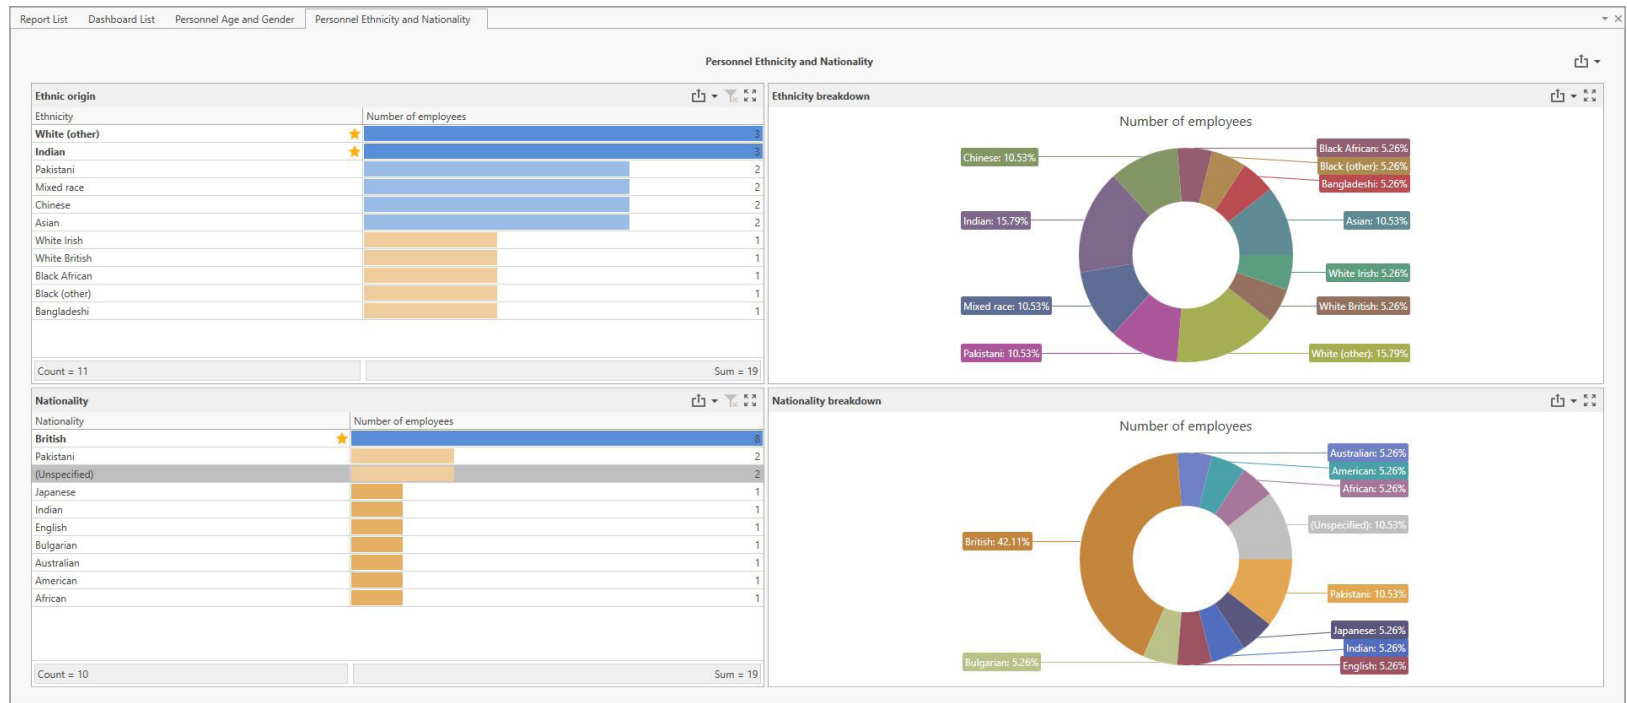 Report List Dashboard List Personnel Age and Gender Personnel Ethnicity and Nationality
Personnel Ethnicity and Nationality
Ethnic origin
Ethnicity Number of employees
White (other) 3
Indian 3
Pakistani 2
Mixed race 2
Chinese 2
Asian 2
White Irish 1
White British 1
Black African 1
Black (other) 1
Bangladeshi 1
Count = 11 Sum = 19
Ethnicity breakdown
Number of employees
Chinese: 10.53%
Black African: 5.26%
Black (other): 5.26%
Bangladeshi: 5.26%
Indian: 15.79%
Asian: 10.53%
White Irish: 5.26%
Mixed race: 10.53%
White British: 5.26%
Pakistani: 10.53%
White (other): 15.79%
Nationality
Nationality Number of employees
British 8
Pakistani 2
(Unspecified) 2
Japanese 1
Indian 1
English 1
Bulgarian 1
Australian 1
American 1
African 1
Count = 10 Sum = 19
Nationality breakdown
Number of employees
Australian: 5.26%
American: 5.26%
African: 5.26%
(Unspecified): 10.53%
British: 42.11%
Pakistani: 10.53%
Japanese: 5.26%
Indian: 5.26%
Bulgarian: 5.26%
English: 5.26%